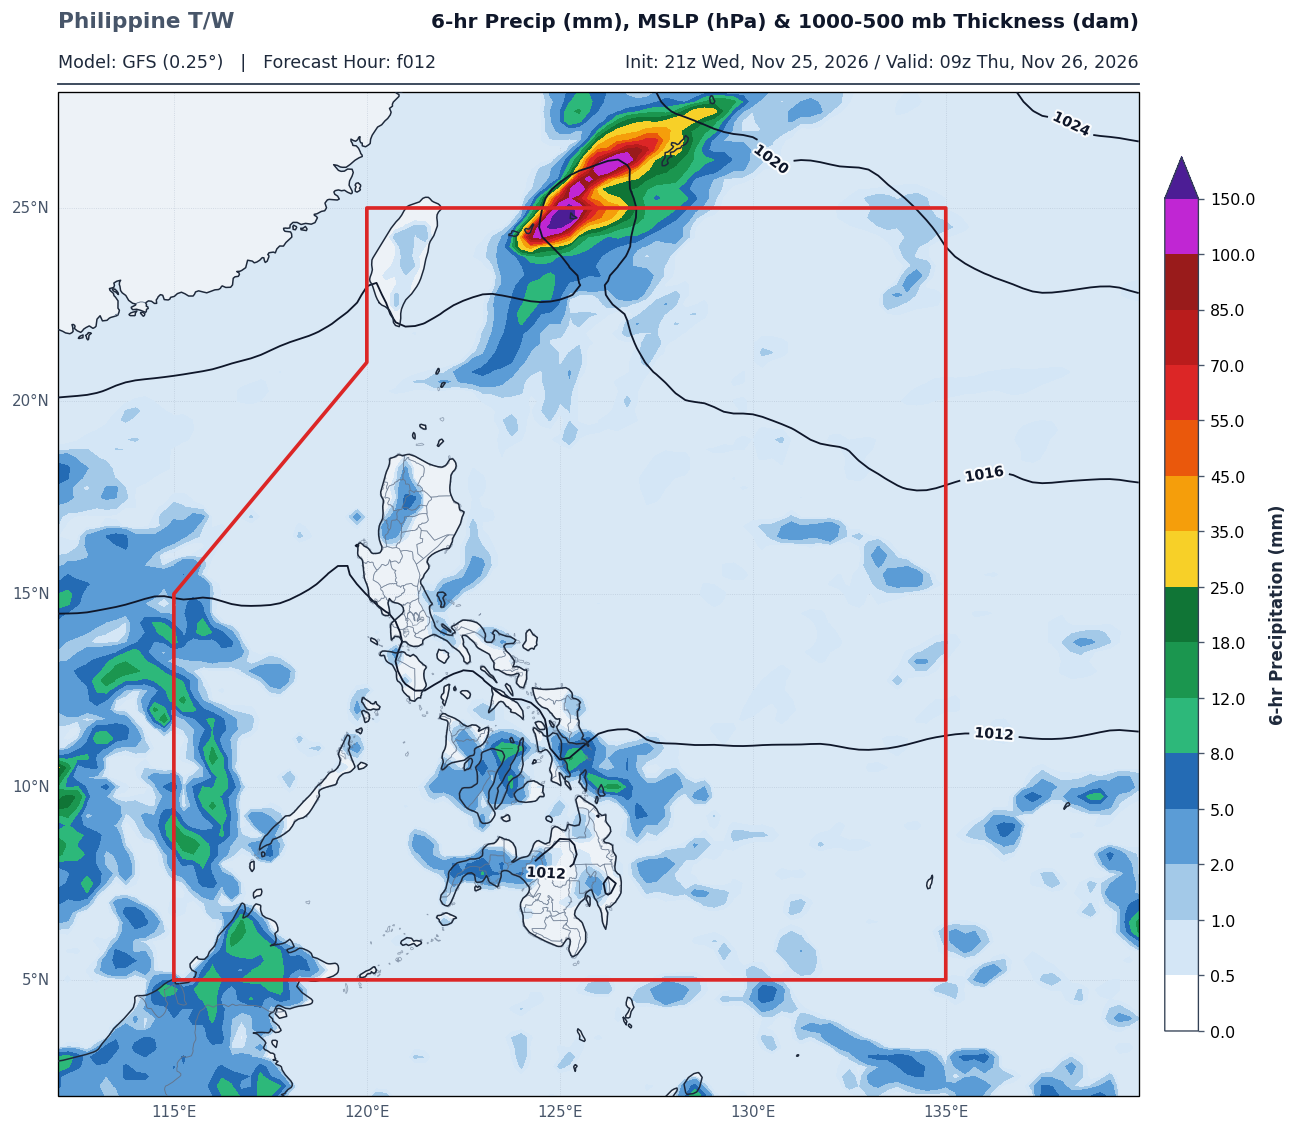 Philippine T/W
6-hr Precip (mm), MSLP (hPa) & 1000-500 mb Thickness (dam)
Model: GFS (0.25°) | Forecast Hour: f012
Init: 21z Wed, Nov 25, 2026 / Valid: 09z Thu, Nov 26, 2026
1024
1020
1016
1012
1012
25°N
20°N
15°N
10°N
5°N
115°E
120°E
125°E
130°E
135°E
150.0
100.0
85.0
70.0
55.0
45.0
35.0
25.0
18.0
12.0
8.0
5.0
2.0
1.0
0.5
0.0
6-hr Precipitation (mm)